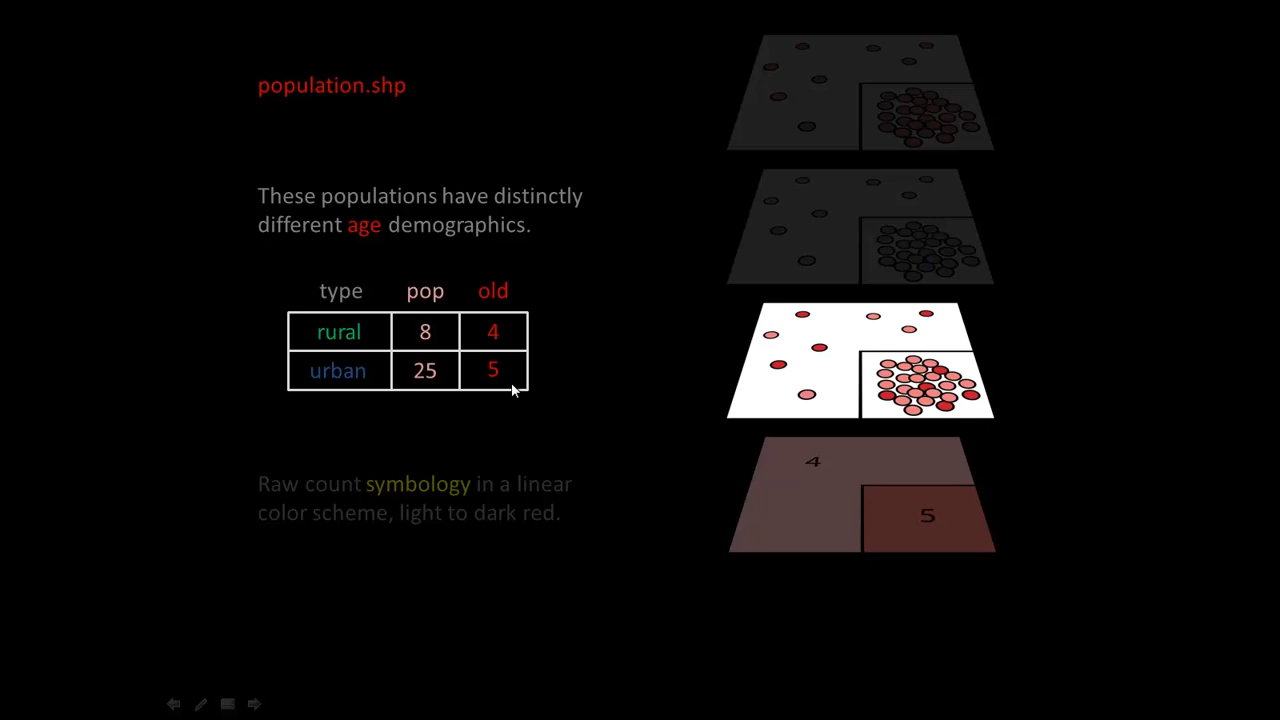 population.shp
These populations have distinctly
different age demographics.
type pop old
rural 8 4
urban 25 5
4
5
Raw count symbology in a linear
color scheme, light to dark red.